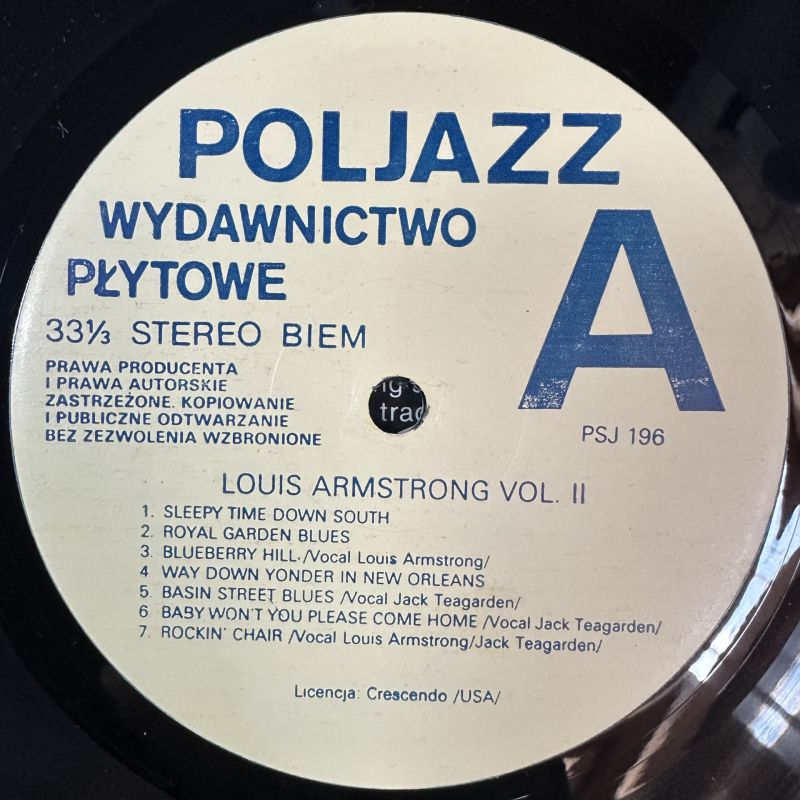 POLJAZZ
WYDAWNICTWO
PŁYTOWE
A
33⅓ STEREO BIEM
PRAWA PRODUCENTA
I PRAWA AUTORSKIE
ZASTRZEŻONE. KOPIOWANIE
I PUBLICZNE ODTWARZANIE
BEZ ZEZWOLENIA WZBRONIONE
PSJ 196
LOUIS ARMSTRONG VOL. II
1. SLEEPY TIME DOWN SOUTH
2. ROYAL GARDEN BLUES
3. BLUEBERRY HILL /Vocal Louis Armstrong/
4 WAY DOWN YONDER IN NEW ORLEANS
5. BASIN STREET BLUES /Vocal Jack Teagarden/
6. BABY WON'T YOU PLEASE COME HOME /Vocal Jack Teagarden/
7. ROCKIN' CHAIR /Vocal Louis Armstrong/Jack Teagarden/
Licencja: Crescendo /USA/